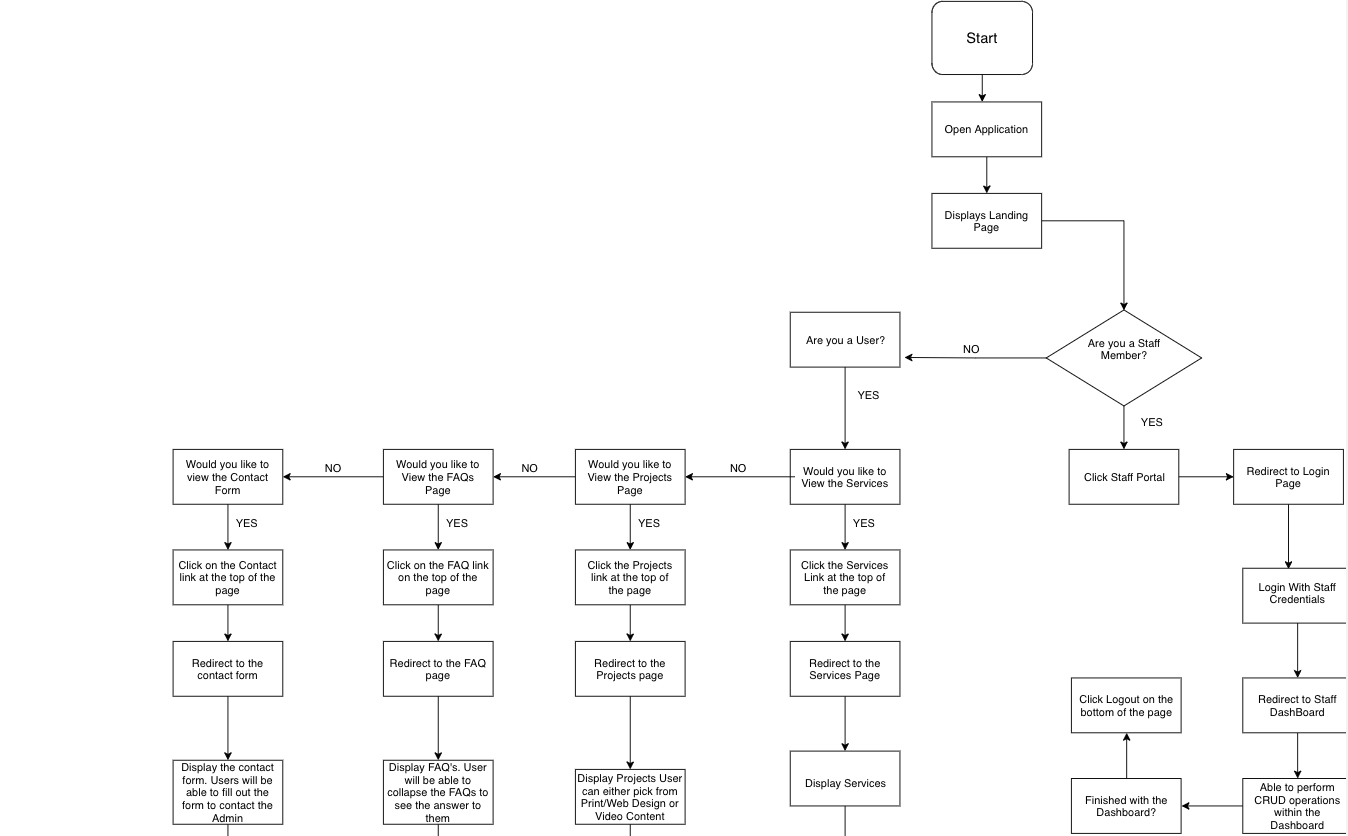 Start
Open Application
Displays Landing
Page
Are you a User?
NO
Are you a Staff
Member?
YES
YES
Would you like to
view the Contact
Form
NO
Would you like to
View the FAQs
Page
NO
Would you like to
View the Projects
Page
NO
Would you like to
View the Services
Click Staff Portal
Redirect to Login
Page
YES
YES
YES
YES
Click on the Contact
link at the top of the
page
Click on the FAQ link
on the top of the
page
Click the Projects
link at the top of
the page
Click the Services
Link at the top of
the page
Login With Staff
Credentials
Redirect to the
contact form
Redirect to the FAQ
page
Redirect to the
Projects page
Redirect to the
Services Page
Click Logout on the
bottom of the page
Redirect to Staff
DashBoard
Display the contact
form. Users will be
able to fill out the
form to contact the
Admin
Display FAQ's. User
will be able to
collapse the FAQs to
see the answer to
them
Display Projects User
can either pick from
Print/Web Design or
Video Content
Display Services
Finished with the
Dashboard?
Able to perform
CRUD operations
within the
Dashboard